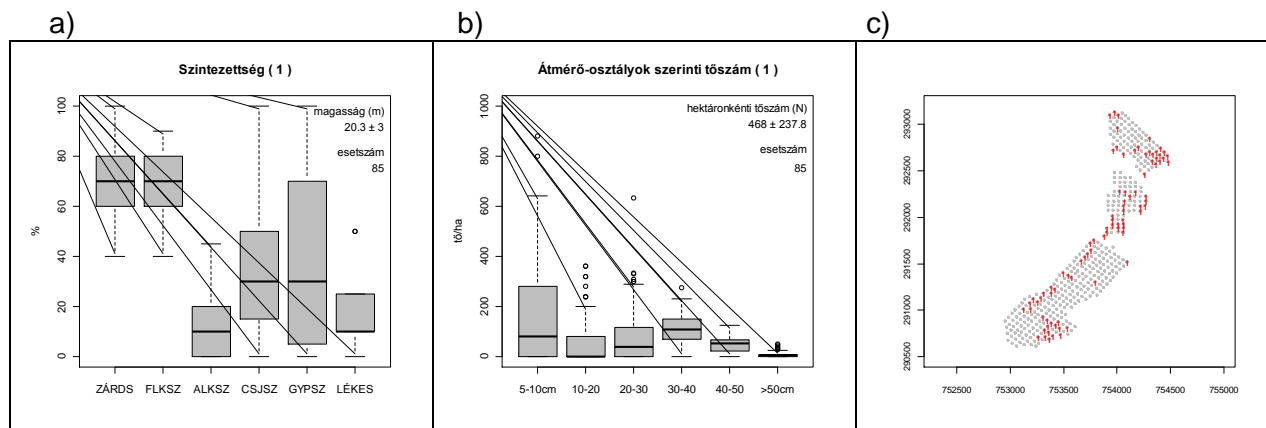 a)
b)
c)
Szintezettség ( 1 )
magasság (m)
20.3 ± 3
esetszám
85
%
0
20
40
60
80
100
ZÁRDS FLKSZ ALKSZ CSJSZ GYPSZ LÉKES
Átmérő-osztályok szerinti tőszám ( 1 )
hektáronkénti tőszám (N)
468 ± 237.8
esetszám
85
tő/ha
0
200
400
600
800
1000
5-10cm 10-20 20-30 30-40 40-50 >50cm
290500
291000
291500
292000
292500
293000
752500 753000 753500 754000 754500 755000